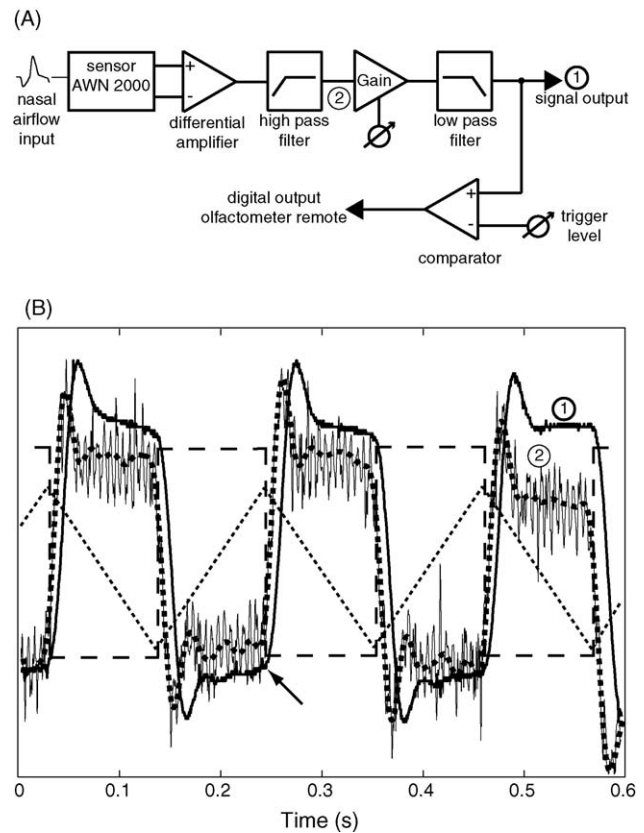 (A)
sensor
AWN 2000
+
-
nasal
airflow
input
differential
amplifier
high pass
filter
2
Gain
low pass
filter
1
signal output
digital output
olfactometer remote
+
-
comparator
trigger
level
(B)
1
2
0
0.1
0.2
0.3
0.4
0.5
0.6
Time (s)